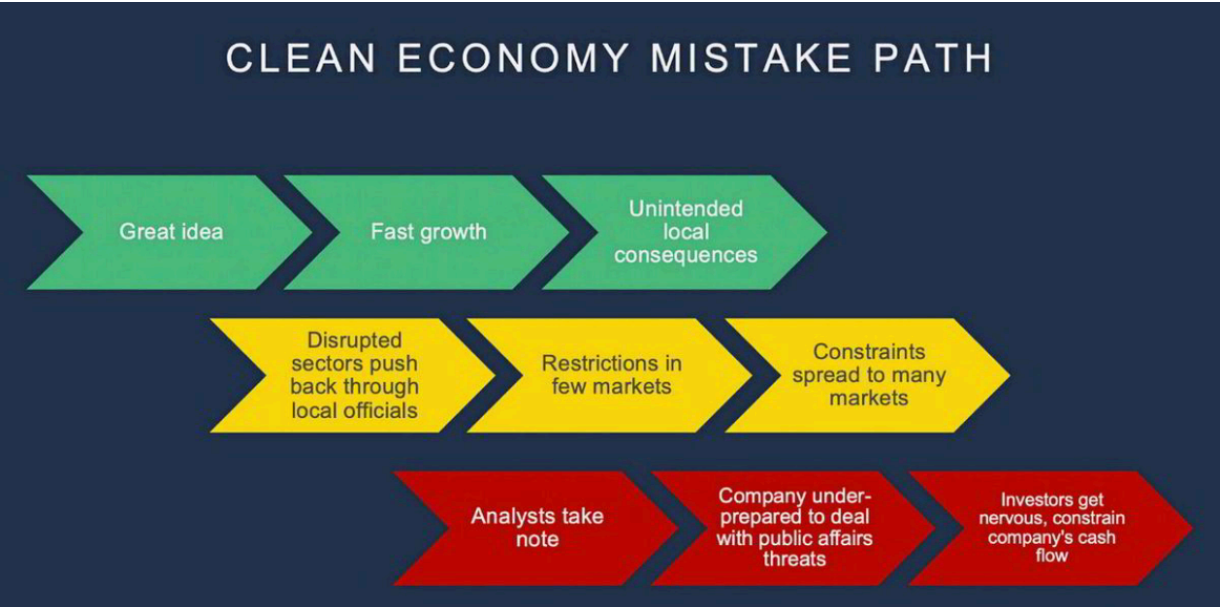 CLEAN ECONOMY MISTAKE PATH
Great idea
Fast growth
Unintended
local
consequences
Disrupted
sectors push
back through
local officials
Restrictions in
few markets
Constraints
spread to many
markets
Analysts take
note
Company under-
prepared to deal
with public affairs
threats
Investors get
nervous, constrain
company's cash
flow